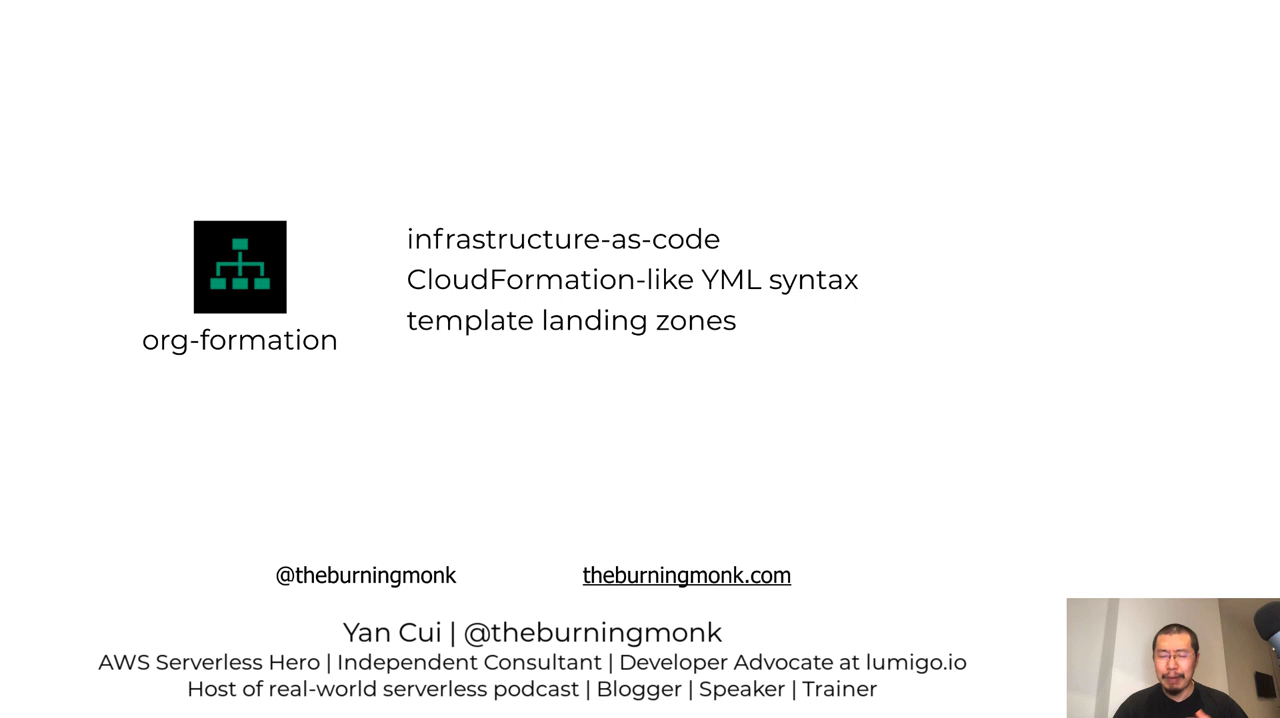 infrastructure-as-code
CloudFormation-like YML syntax
template landing zones
org-formation
@theburningmonk
theburningmonk.com
Yan Cui | @theburningmonk
AWS Serverless Hero | Independent Consultant | Developer Advocate at lumigo.io
Host of real-world serverless podcast | Blogger | Speaker | Trainer